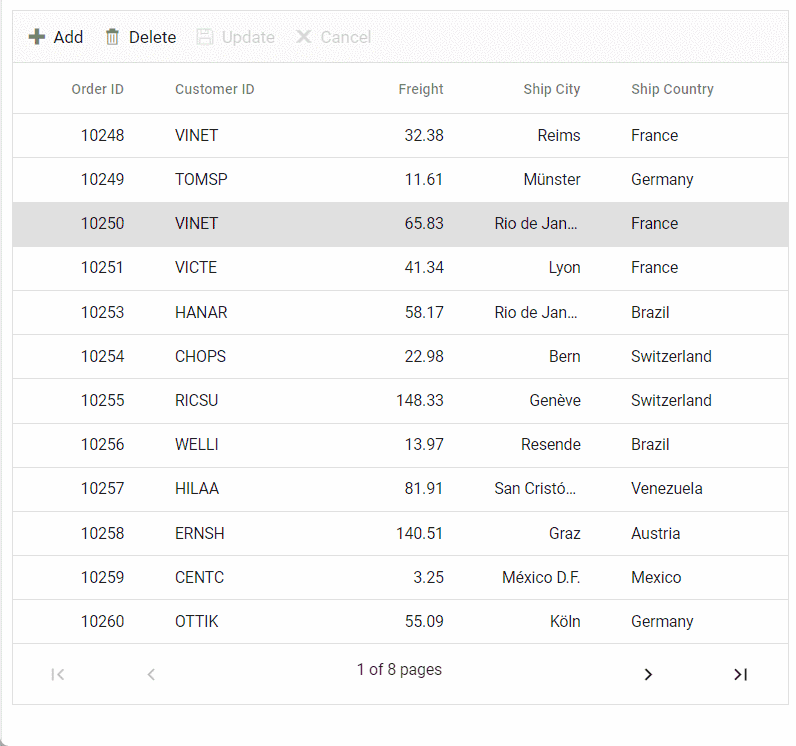 Add Delete Update Cancel
Order ID Customer ID Freight Ship City Ship Country
10248 VINET 32.38 Reims France
10249 TOMSP 11.61 Münster Germany
10250 VINET 65.83 Rio de Jan... France
10251 VICTE 41.34 Lyon France
10253 HANAR 58.17 Rio de Jan... Brazil
10254 CHOPS 22.98 Bern Switzerland
10255 RICSU 148.33 Genève Switzerland
10256 WELLI 13.97 Resende Brazil
10257 HILAA 81.91 San Cristó... Venezuela
10258 ERNSH 140.51 Graz Austria
10259 CENTC 3.25 México D.F. Mexico
10260 OTTIK 55.09 Köln Germany
1 of 8 pages